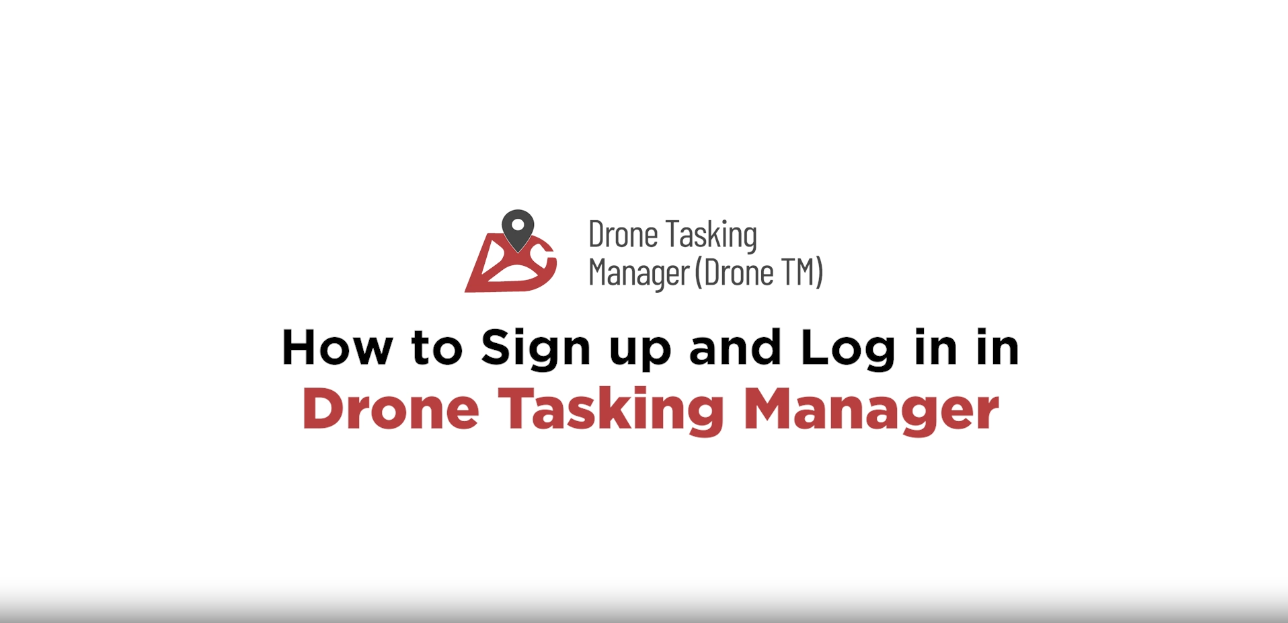 Drone Tasking
Manager (Drone TM)
How to Sign up and Log in in
Drone Tasking Manager